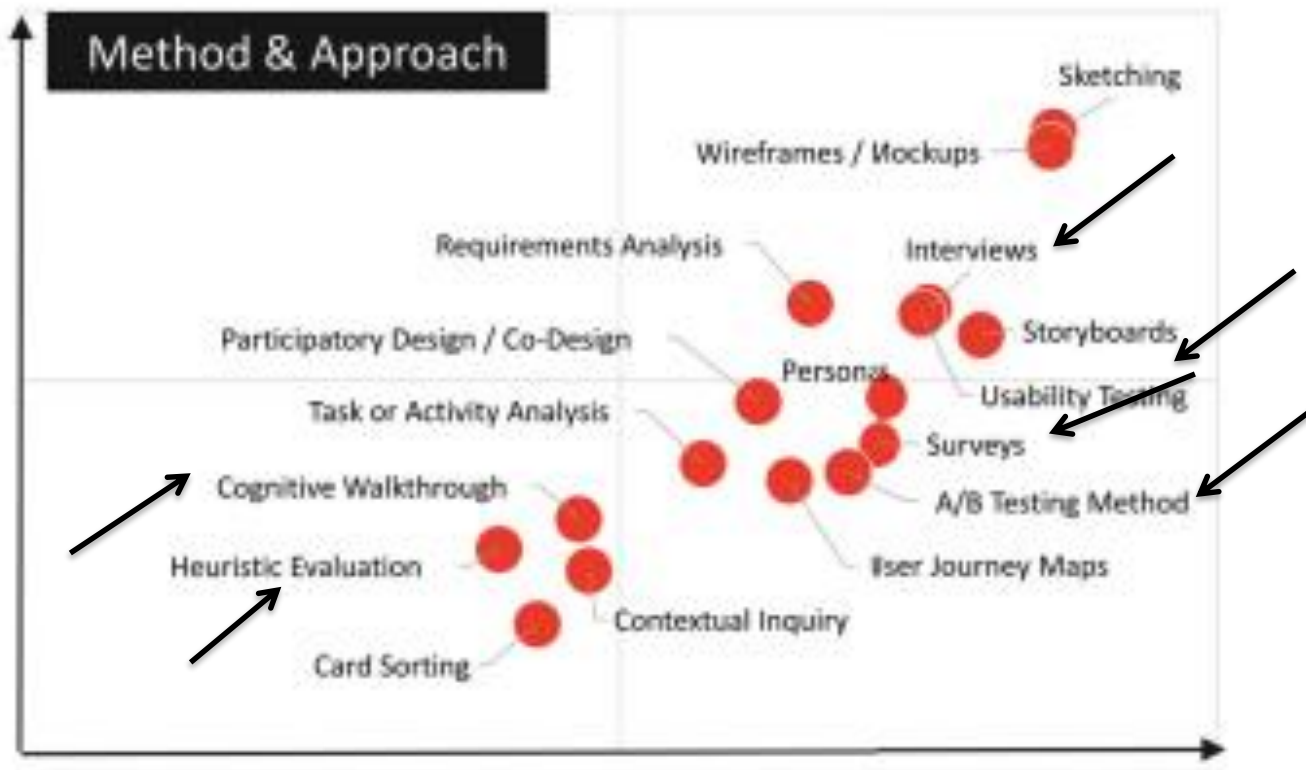 Method & Approach
Sketching
Wireframes / Mockups
Requirements Analysis
Interviews
Participatory Design / Co-Design
Storyboards
Personas
Usability Testing
Task or Activity Analysis
Surveys
Cognitive Walkthrough
A/B Testing Method
Heuristic Evaluation
User Journey Maps
Contextual Inquiry
Card Sorting